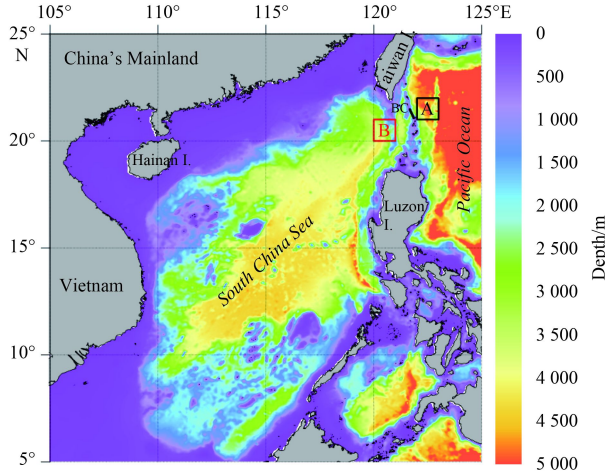 105 110° 115° 120° 125°E
25°
N
20°
15°
10°
5°
China's Mainland
Taiwan I.
BC
A
B
Hainan I.
Pacific Ocean
Luzon
I.
South China Sea
Vietnam
0
500
1 000
1 500
2 000
2 500
3 000
3 500
4 000
4 500
5 000
Depth/m